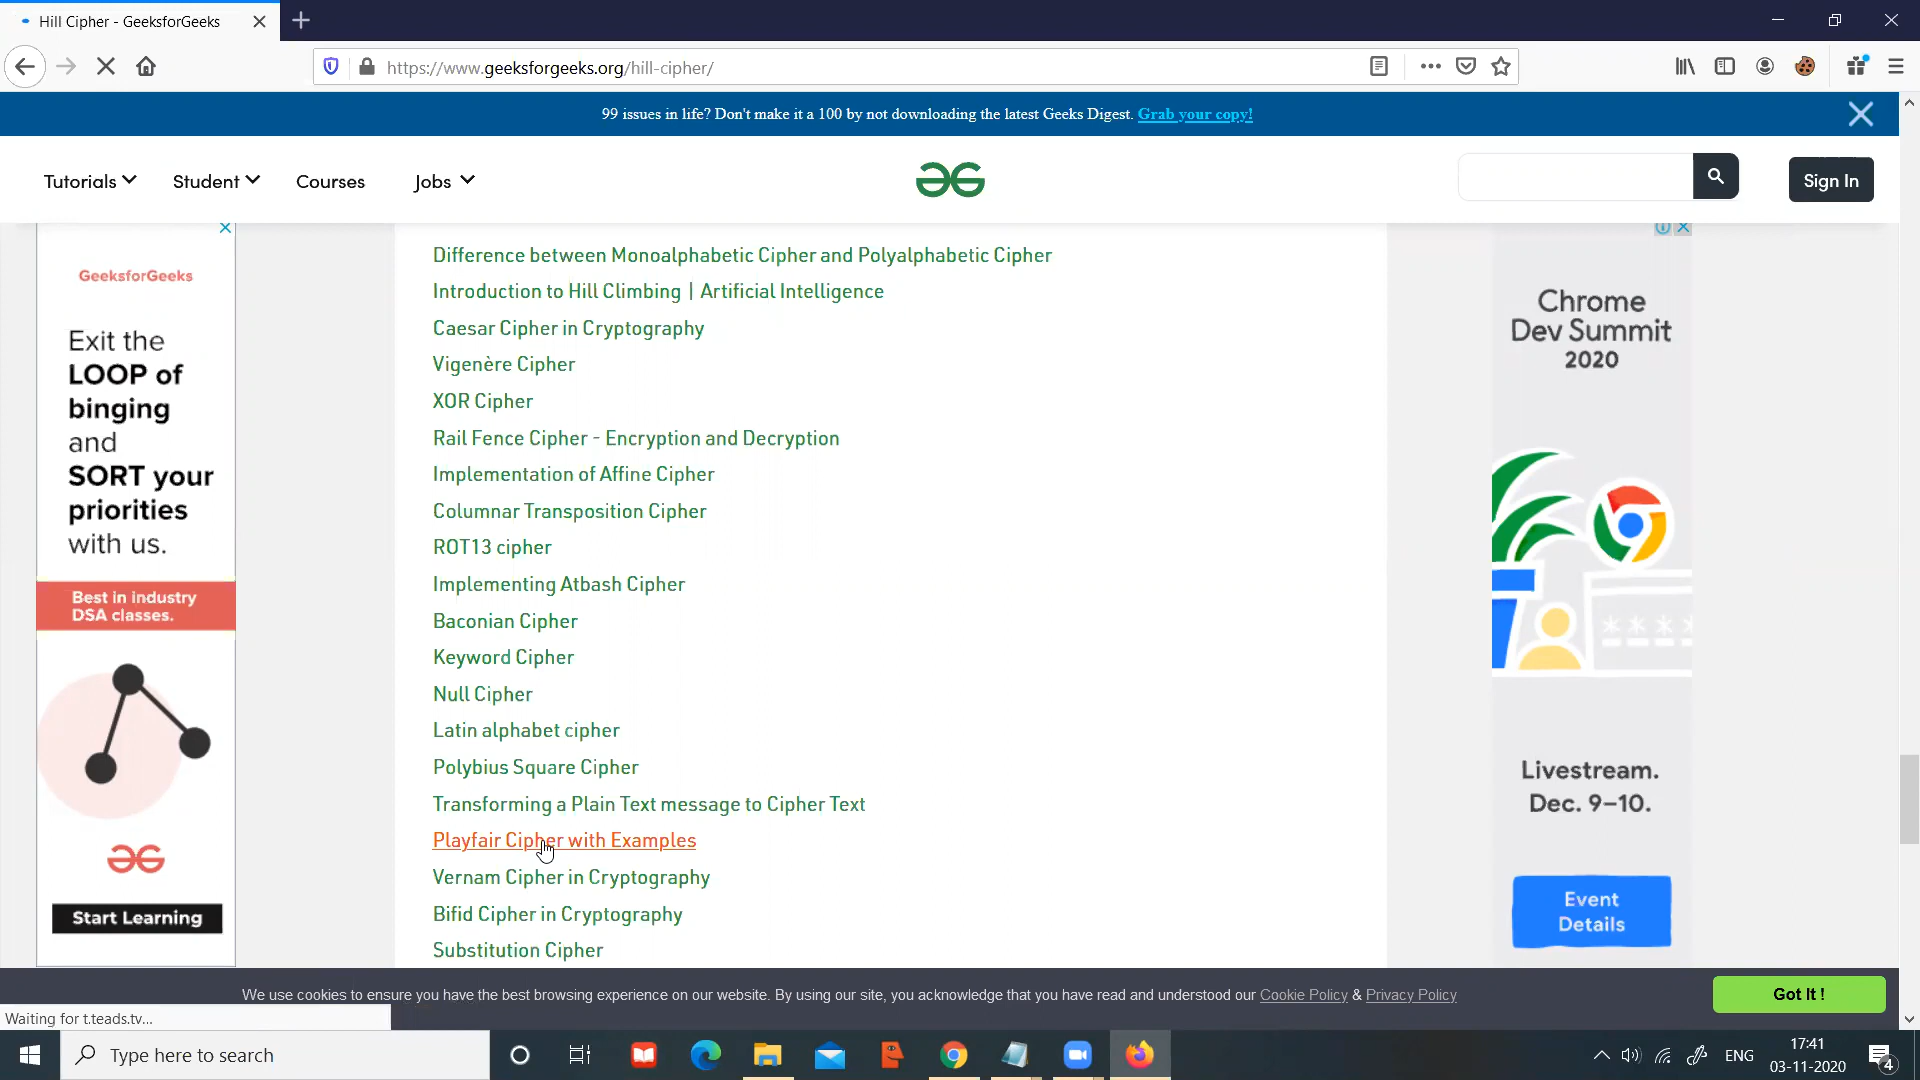 Hill Cipher - GeeksforGeeks
https://www.geeksforgeeks.org/hill-cipher/
99 issues in life? Don't make it a 100 by not downloading the latest Geeks Digest. Grab your copy!
Tutorials Student Courses Jobs Sign In
GeeksforGeeks
Exit the
LOOP of
binging
and
SORT your
priorities
with us.
Best in industry
DSA classes.
Start Learning
Difference between Monoalphabetic Cipher and Polyalphabetic Cipher
Introduction to Hill Climbing | Artificial Intelligence
Caesar Cipher in Cryptography
Vigenère Cipher
XOR Cipher
Rail Fence Cipher - Encryption and Decryption
Implementation of Affine Cipher
Columnar Transposition Cipher
ROT13 cipher
Implementing Atbash Cipher
Baconian Cipher
Keyword Cipher
Null Cipher
Latin alphabet cipher
Polybius Square Cipher
Transforming a Plain Text message to Cipher Text
Playfair Cipher with Examples
Vernam Cipher in Cryptography
Bifid Cipher in Cryptography
Substitution Cipher
Chrome
Dev Summit
2020
Livestream.
Dec. 9–10.
Event
Details
We use cookies to ensure you have the best browsing experience on our website. By using our site, you acknowledge that you have read and understood our Cookie Policy & Privacy Policy
Got It !
Waiting for t.teads.tv...
Type here to search
ENG
17:41
03-11-2020
4